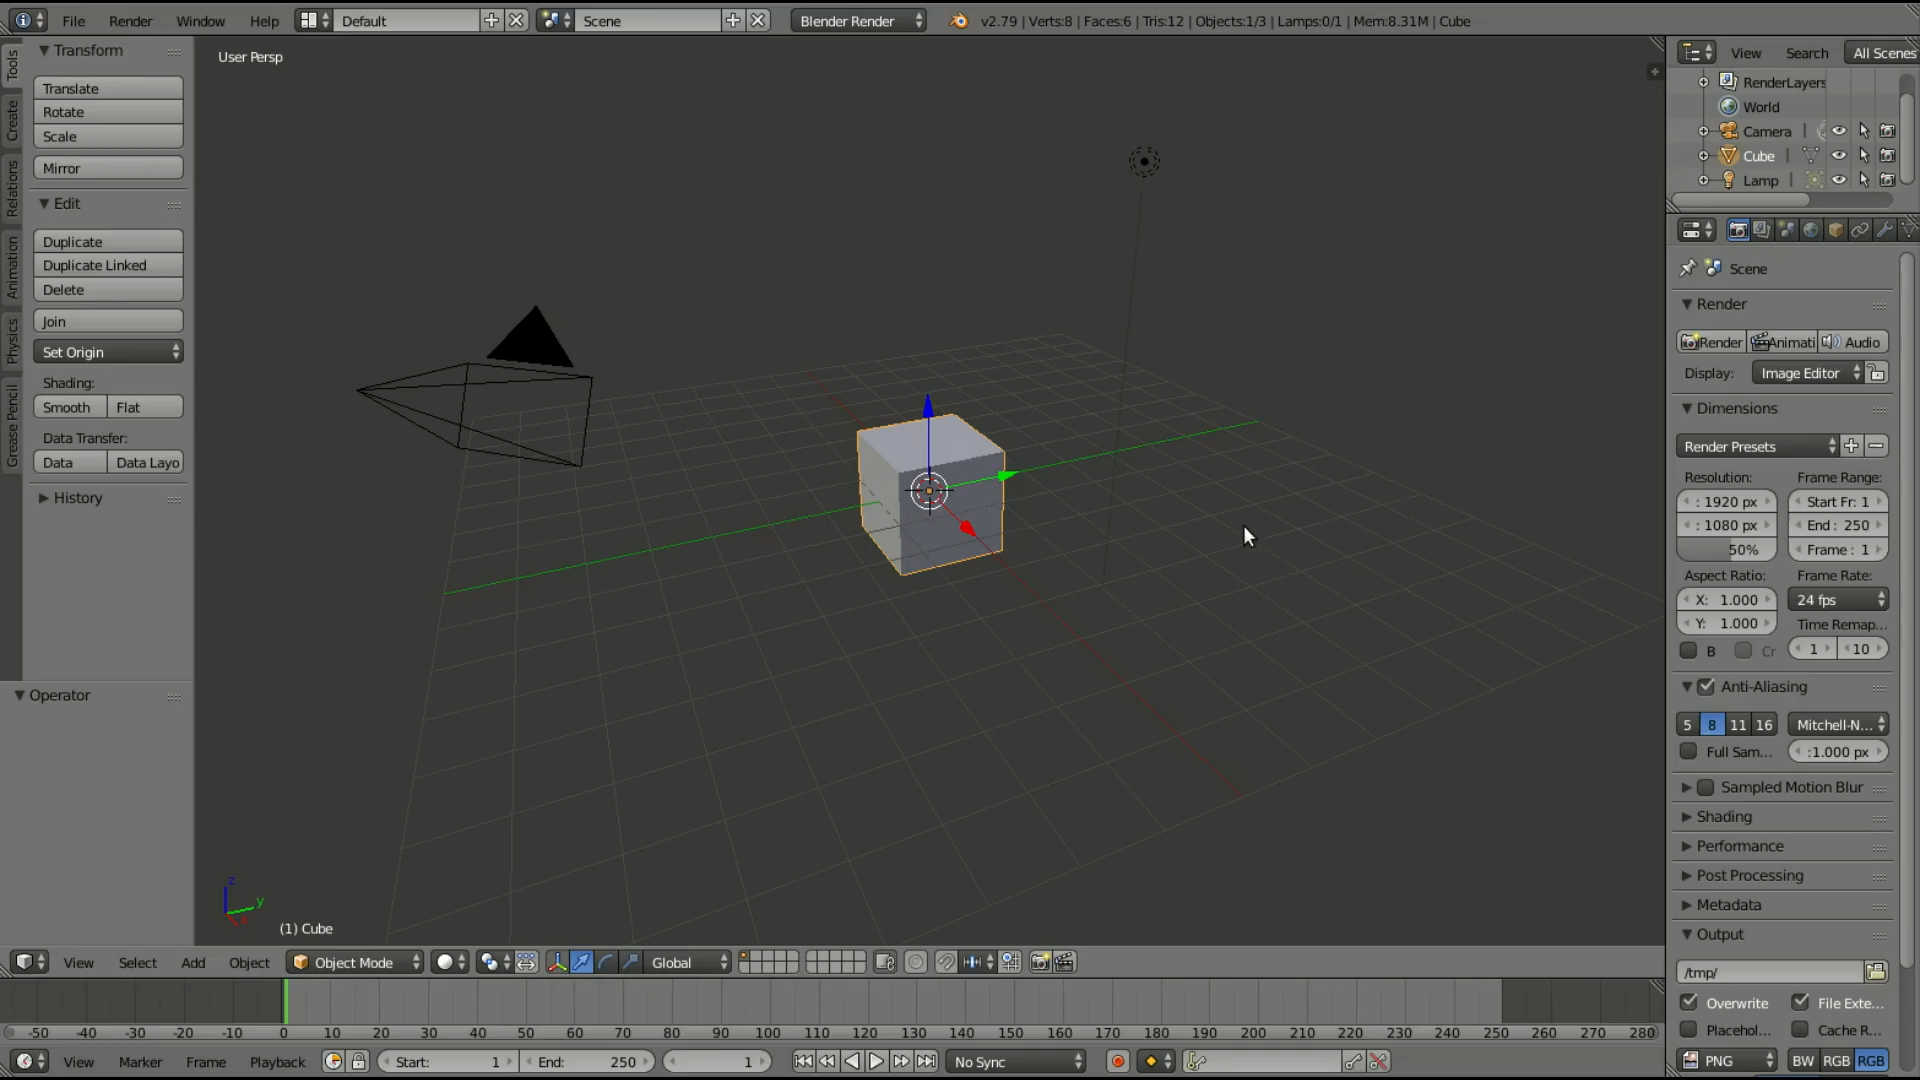 File Render Window Help Default Scene Blender Render v2.79 | Verts:8 | Faces:6 | Tris:12 | Objects:1/3 | Lamps:0/1 | Mem:8.31M | Cube
Tools
Create
Relations
Animation
Physics
Grease Pencil
Transform
Translate
Rotate
Scale
Mirror
Edit
Duplicate
Duplicate Linked
Delete
Join
Set Origin
Shading:
Smooth Flat
Data Transfer:
Data Data Layo
History
Operator
User Persp
z
y
x
(1) Cube
View Search All Scenes
RenderLayers
World
Camera
Cube
Lamp
Scene
Render
Render Animati Audio
Display: Image Editor
Dimensions
Render Presets
Resolution: Frame Range:
: 1920 px Start Fr: 1
: 1080 px End : 250
50% Frame : 1
Aspect Ratio: Frame Rate:
X: 1.000 24 fps
Y: 1.000 Time Remap...
B Cr 1 10
Anti-Aliasing
5 8 11 16 Mitchell-N...
Full Sam... :1.000 px
Sampled Motion Blur
Shading
Performance
Post Processing
Metadata
Output
/tmp/
Overwrite File Exte...
Placehol... Cache R...
PNG BW RGB RGB
View Select Add Object Object Mode Global
-50 -40 -30 -20 -10 0 10 20 30 40 50 60 70 80 90 100 110 120 130 140 150 160 170 180 190 200 210 220 230 240 250 260 270 280
View Marker Frame Playback Start: 1 End: 250 1 No Sync